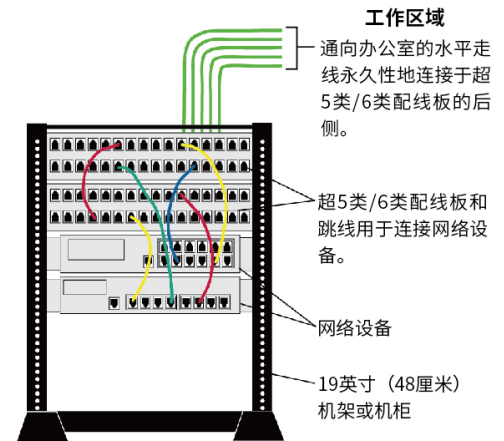 工作区域
通向办公室的水平走
线永久性地连接于超
5类/6类配线板的后
侧。
超5类/6类配线板和
跳线用于连接网络设
备。
网络设备
19英寸（48厘米）
机架或机柜